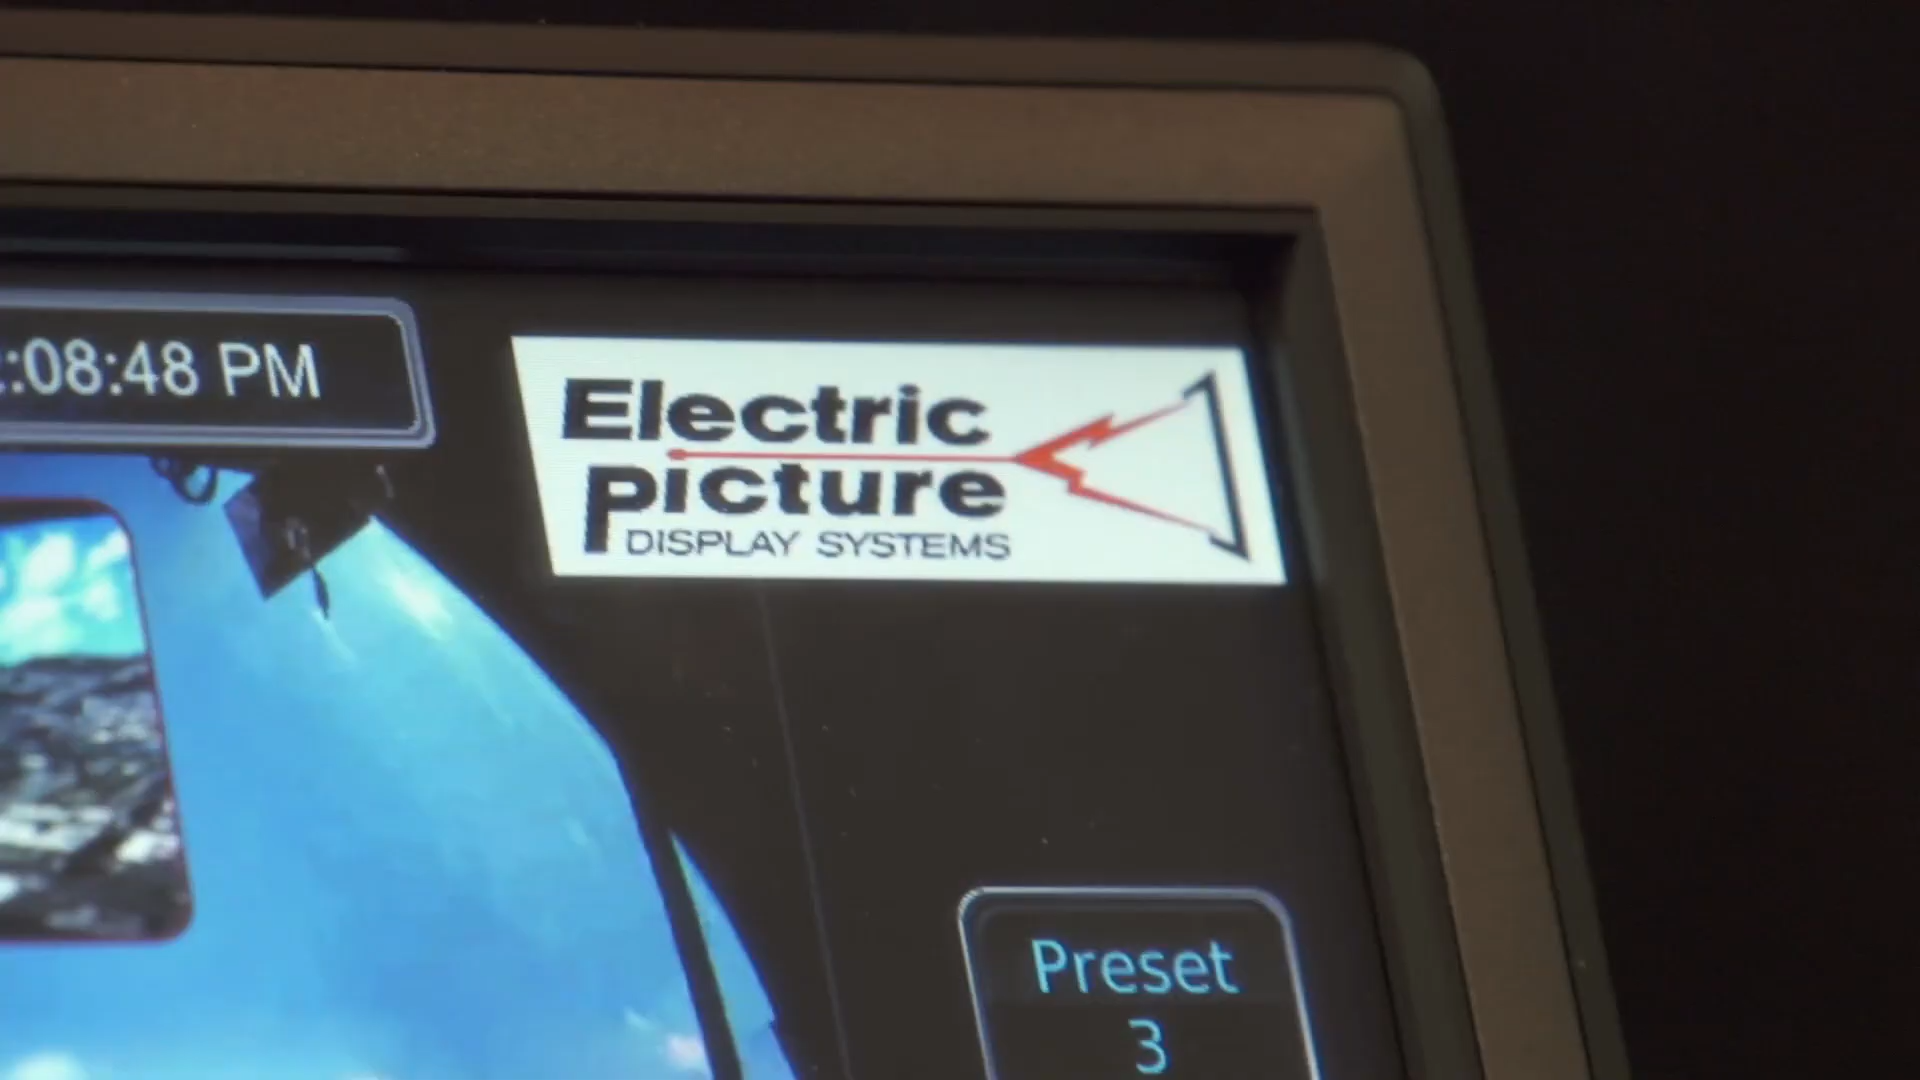 :08:48 PM
Electric
picture
DISPLAY SYSTEMS
Preset
3